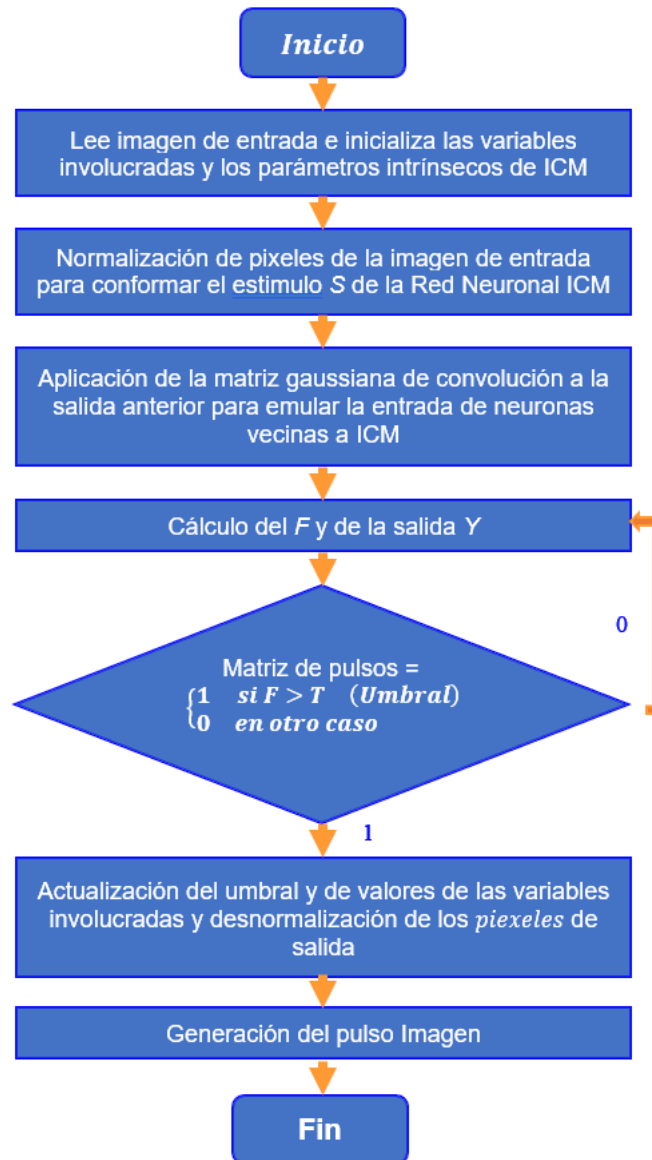 Inicio
Lee imagen de entrada e inicializa las variables
involucradas y los parámetros intrínsecos de ICM
Normalización de pixeles de la imagen de entrada
para conformar el estimulo S de la Red Neuronal ICM
Aplicación de la matriz gaussiana de convolución a la
salida anterior para emular la entrada de neuronas
vecinas a ICM
Cálculo del F y de la salida Y
0
Matriz de pulsos =
{1 si F > T (Umbral)
0 en otro caso
1
Actualización del umbral y de valores de las variables
involucradas y desnormalización de los piexeles de
salida
Generación del pulso Imagen
Fin